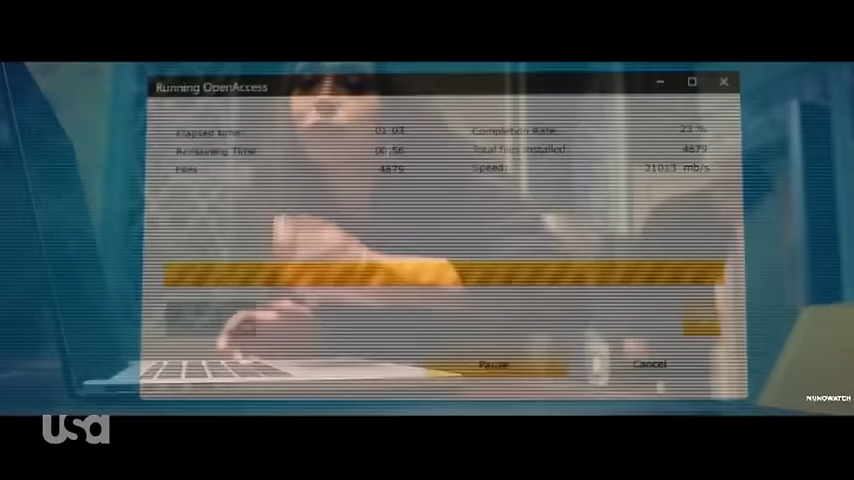 Running OpenAccess
Elapsed time: 01:03 Completion Rate: 23 %
Remaining Time 00:56 Total files installed: 4879
Files 4879 Speed: 21013 mb/s
Pause Cancel
NUNOWATCH
usa